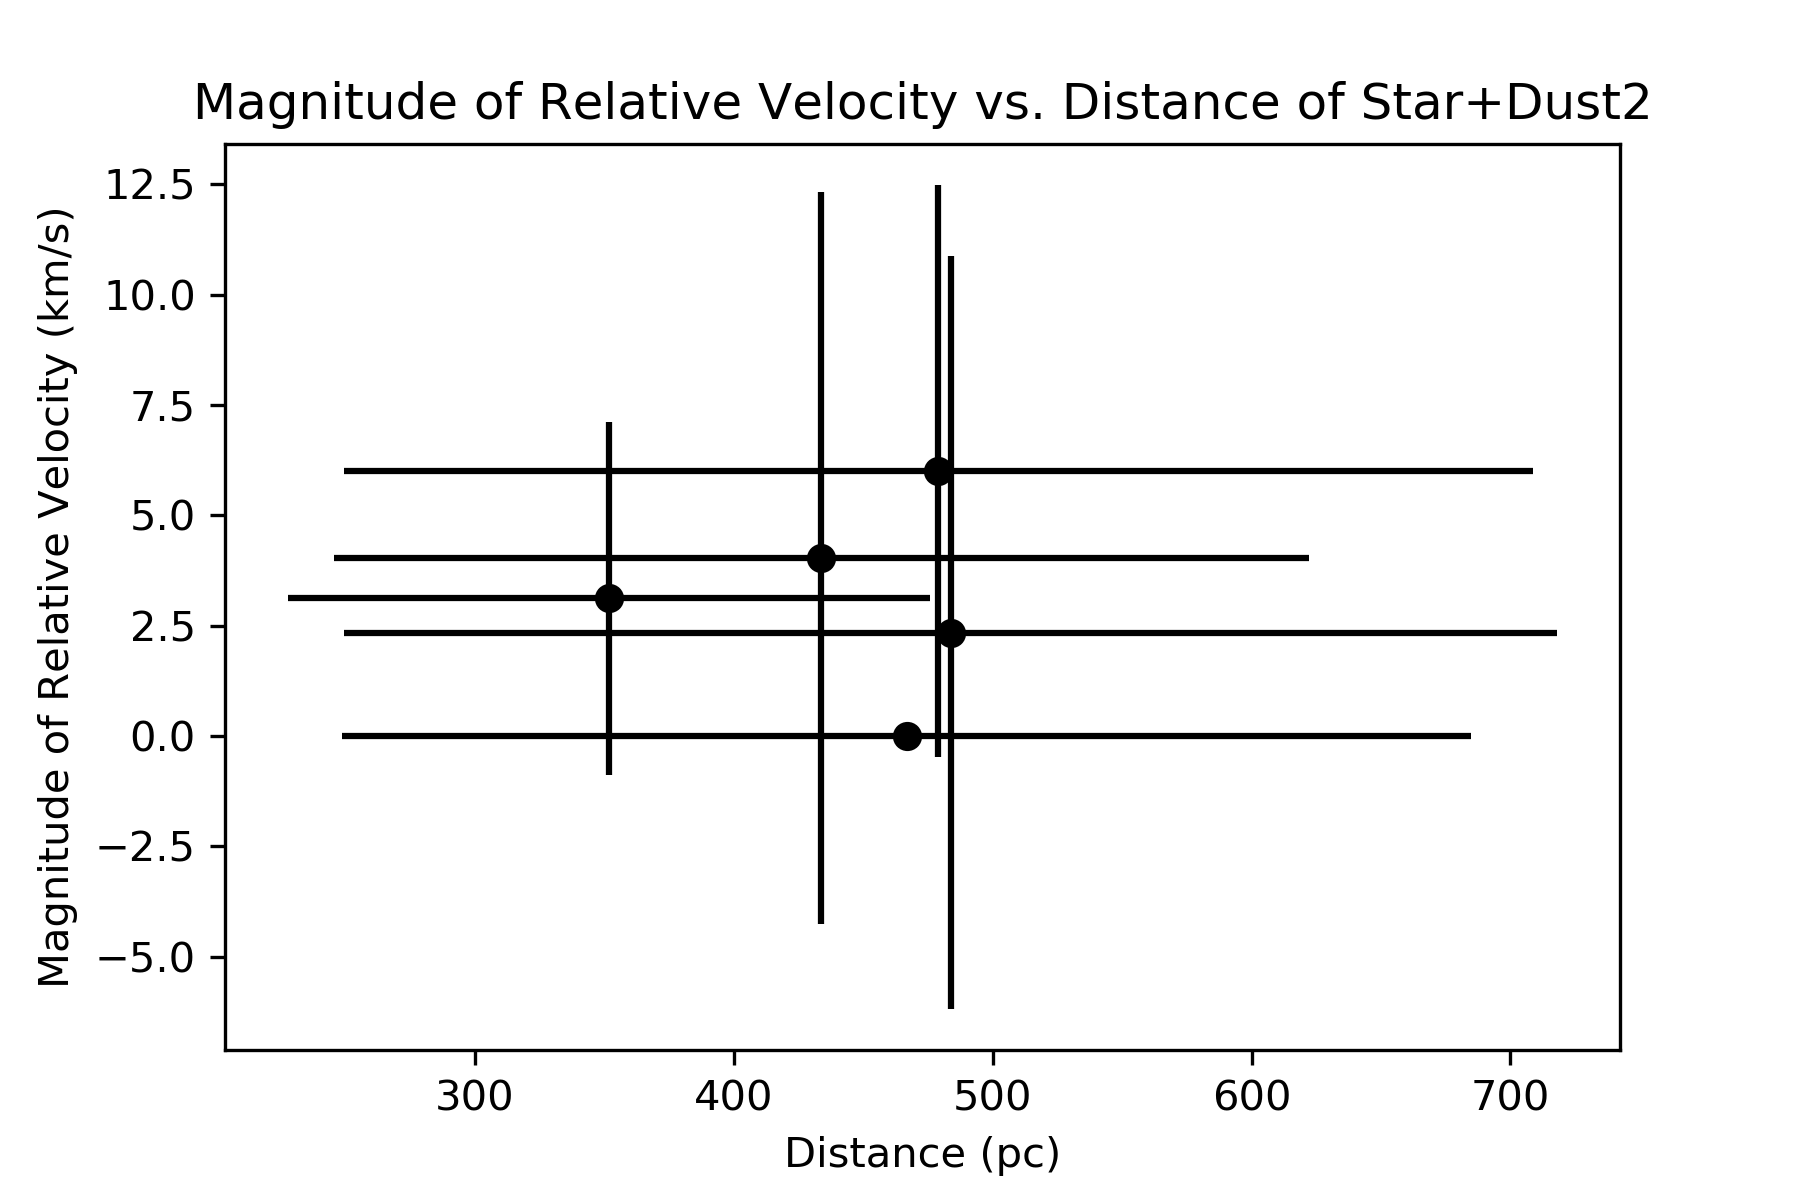 Magnitude of Relative Velocity vs. Distance of Star+Dust2
Magnitude of Relative Velocity (km/s)
12.5
10.0
7.5
5.0
2.5
0.0
−2.5
−5.0
300 400 500 600 700
Distance (pc)